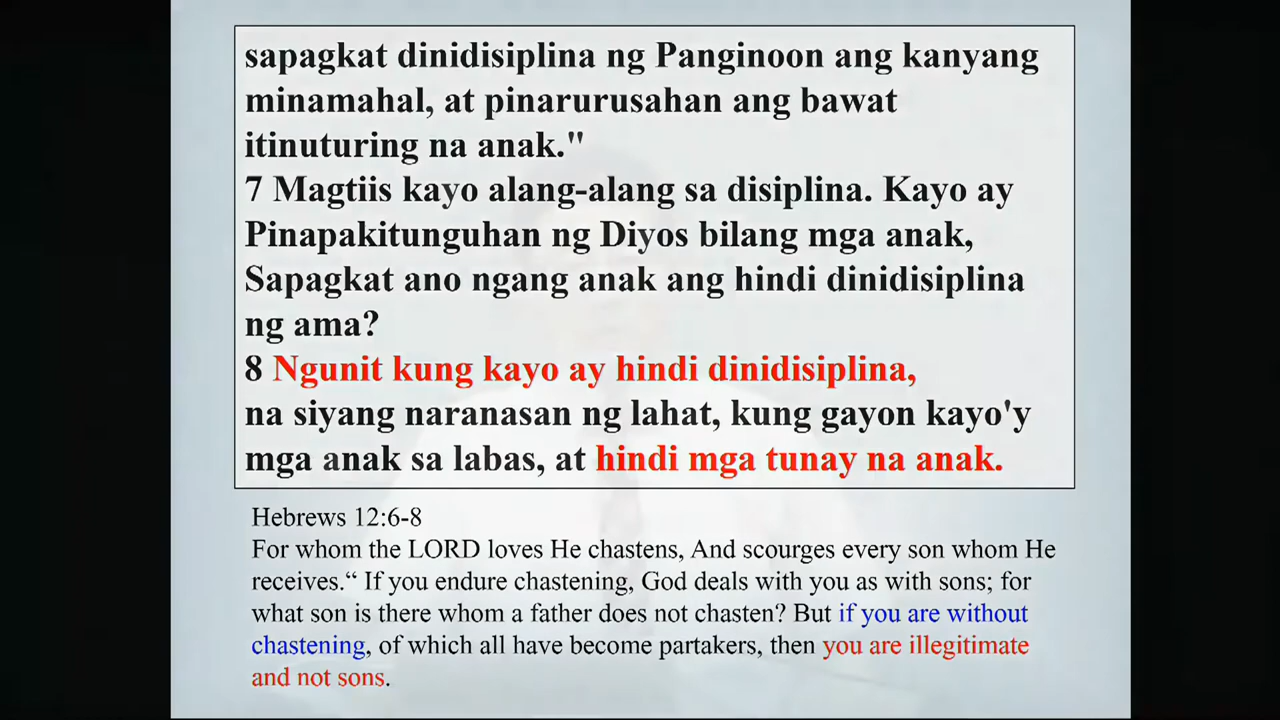 sapagkat dinidisiplina ng Panginoon ang kanyang
minamahal, at pinarurusahan ang bawat
itinuturing na anak."
7 Magtiis kayo alang-alang sa disiplina. Kayo ay
Pinapakitunguhan ng Diyos bilang mga anak,
Sapagkat ano ngang anak ang hindi dinidisiplina
ng ama?
8 Ngunit kung kayo ay hindi dinidisiplina,
na siyang naranasan ng lahat, kung gayon kayo'y
mga anak sa labas, at hindi mga tunay na anak.
Hebrews 12:6-8
For whom the LORD loves He chastens, And scourges every son whom He
receives.“ If you endure chastening, God deals with you as with sons; for
what son is there whom a father does not chasten? But if you are without
chastening, of which all have become partakers, then you are illegitimate
and not sons.